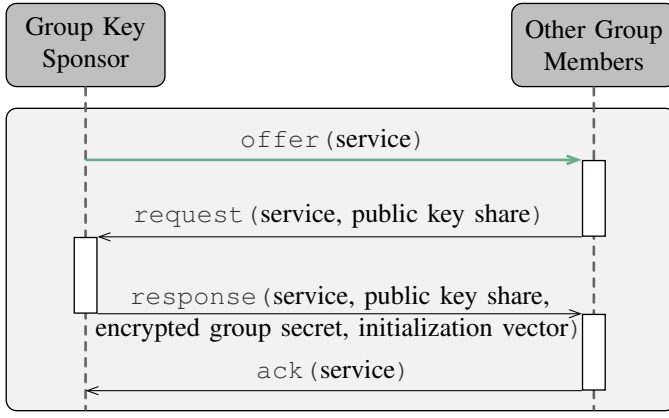 Group Key
Sponsor
Other Group
Members
offer(service)
request(service, public key share)
response(service, public key share,
encrypted group secret, initialization vector)
ack(service)